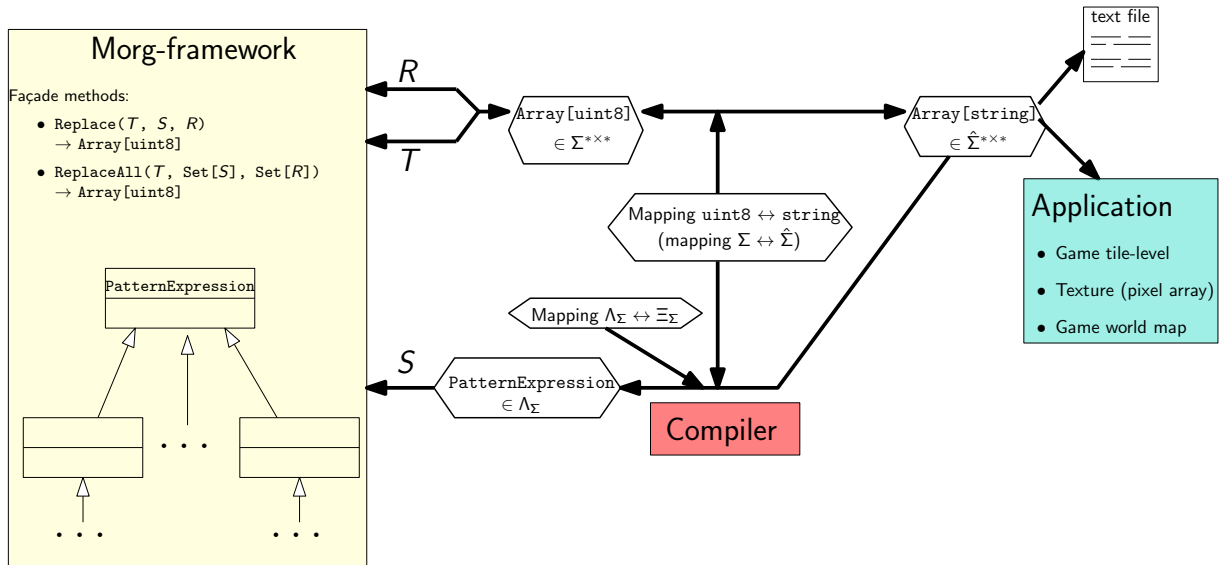 Morg-framework
Façade methods:
• Replace(T, S, R)
→ Array[uint8]
• ReplaceAll(T, Set[S], Set[R])
→ Array[uint8]
PatternExpression
. . .
. . .
. . .
R
T
S
Array[uint8]
∈ Σ*××*
Array[string]
∈ Σ̂*××*
text file
Mapping uint8 ↔ string
(mapping Σ ↔ Σ̂)
Mapping Λ_Σ ↔ Ξ_Σ
PatternExpression
∈ Λ_Σ
Compiler
Application
• Game tile-level
• Texture (pixel array)
• Game world map